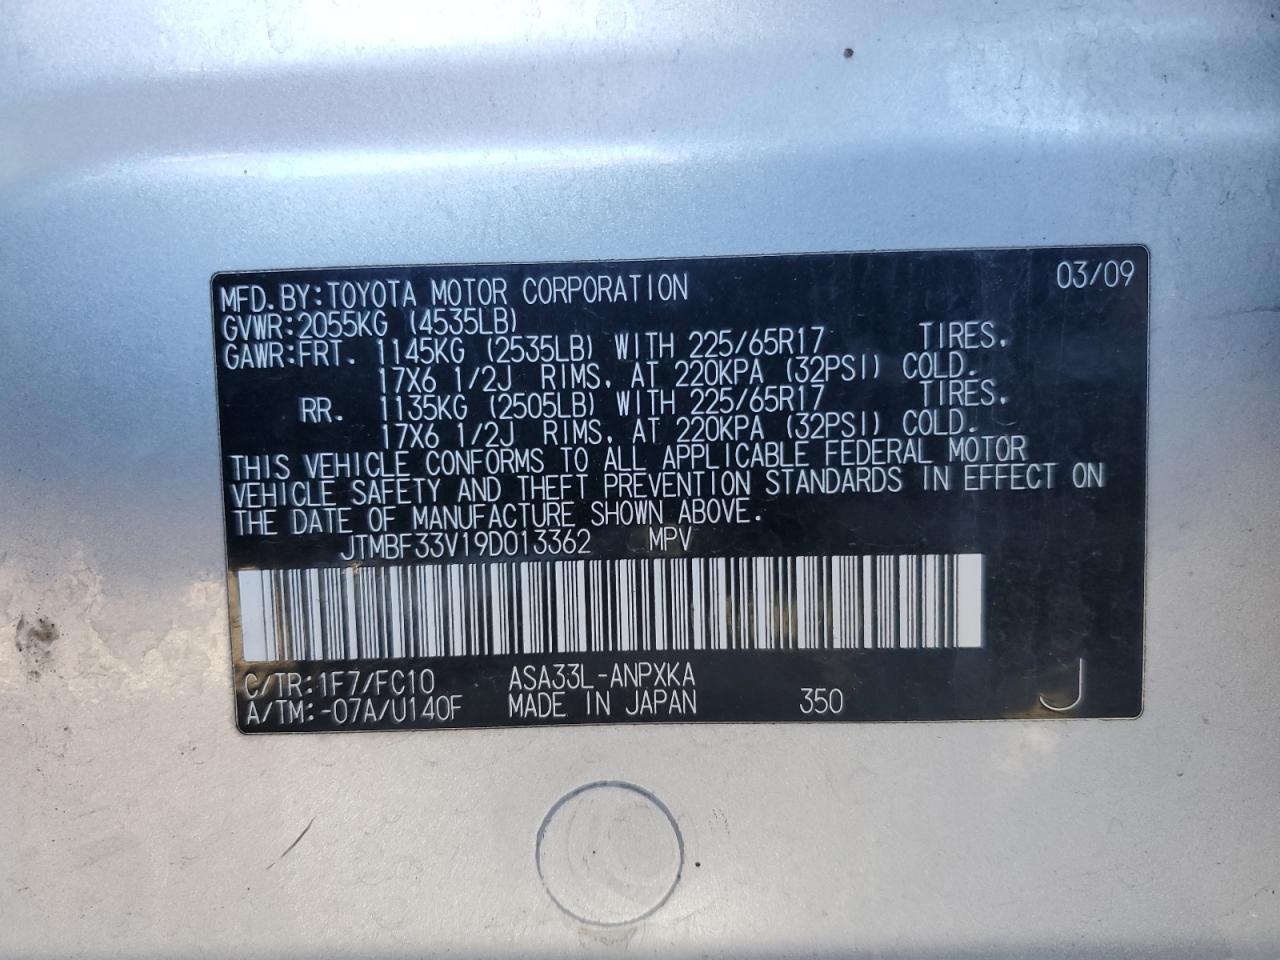 MFD.BY:TOYOTA MOTOR CORPORATION 03/09
GVWR:2055KG (4535LB)
GAWR:FRT. 1145KG (2535LB) WITH 225/65R17 TIRES,
17X6 1/2J RIMS, AT 220KPA (32PSI) COLD.
RR. 1135KG (2505LB) WITH 225/65R17 TIRES,
17X6 1/2J RIMS, AT 220KPA (32PSI) COLD.
THIS VEHICLE CONFORMS TO ALL APPLICABLE FEDERAL MOTOR
VEHICLE SAFETY AND THEFT PREVENTION STANDARDS IN EFFECT ON
THE DATE OF MANUFACTURE SHOWN ABOVE.
JTMBF33V19D013362 MPV
C/TR:1F7/FC10 ASA33L-ANPXKA
A/TM:-07A/U140F MADE IN JAPAN 350 J